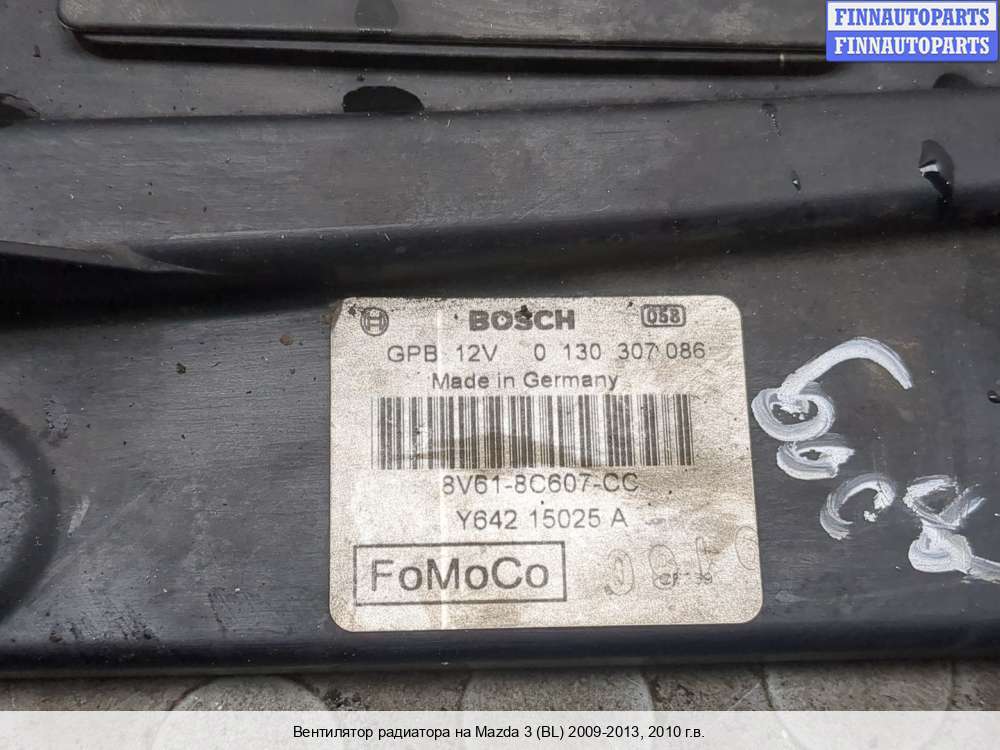 FINNAUTOPARTS
FINNAUTOPARTS
BOSCH 058
GPB 12V 0 130 307 086
Made in Germany
8V61-8C607-CC
Y642 15025 A
FoMoCo
Вентилятор радиатора на Mazda 3 (BL) 2009-2013, 2010 г.в.